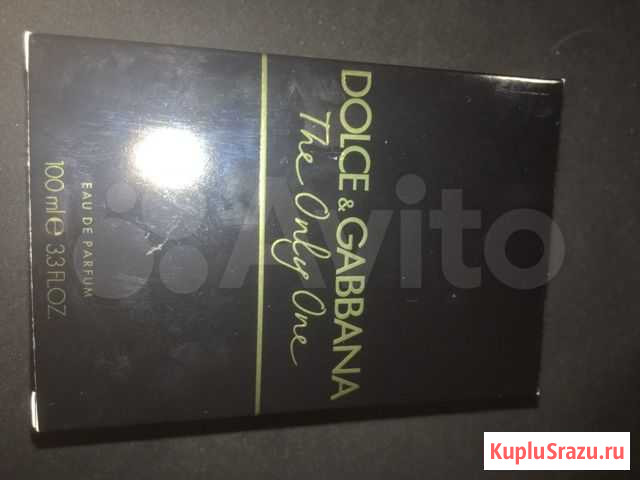 DOLCE & GABBANA
The Only One
EAU DE PARFUM
100 ml e 3.3 FL.OZ.
Avito
KupluSrazu.ru